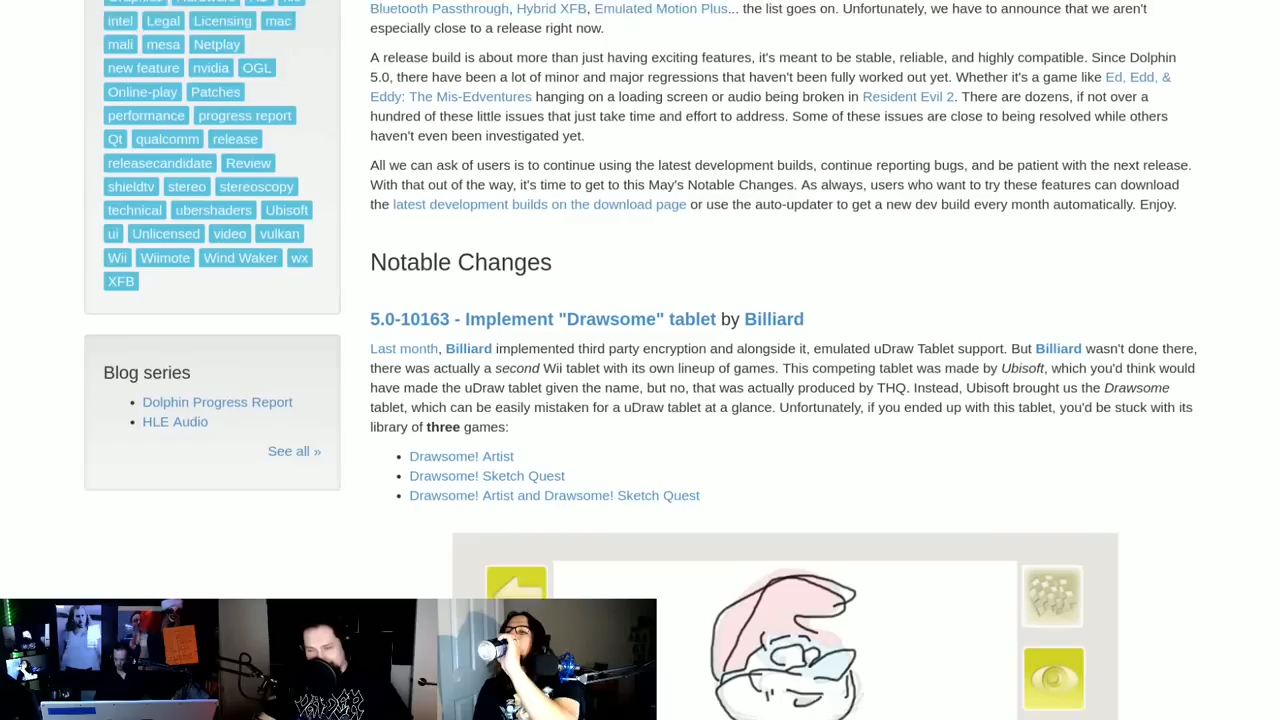 intel Legal Licensing mac
mali mesa Netplay
new feature nvidia OGL
Online-play Patches
performance progress report
Qt qualcomm release
releasecandidate Review
shieldtv stereo stereoscopy
technical ubershaders Ubisoft
ui Unlicensed video vulkan
Wii Wiimote Wind Waker wx
XFB
Blog series
Dolphin Progress Report
HLE Audio
See all »
Bluetooth Passthrough, Hybrid XFB, Emulated Motion Plus... the list goes on. Unfortunately, we have to announce that we aren't
especially close to a release right now.
A release build is about more than just having exciting features, it's meant to be stable, reliable, and highly compatible. Since Dolphin
5.0, there have been a lot of minor and major regressions that haven't been fully worked out yet. Whether it's a game like Ed, Edd, &
Eddy: The Mis-Edventures hanging on a loading screen or audio being broken in Resident Evil 2. There are dozens, if not over a
hundred of these little issues that just take time and effort to address. Some of these issues are close to being resolved while others
haven't even been investigated yet.
All we can ask of users is to continue using the latest development builds, continue reporting bugs, and be patient with the next release.
With that out of the way, it's time to get to this May's Notable Changes. As always, users who want to try these features can download
the latest development builds on the download page or use the auto-updater to get a new dev build every month automatically. Enjoy.
Notable Changes
5.0-10163 - Implement "Drawsome" tablet by Billiard
Last month, Billiard implemented third party encryption and alongside it, emulated uDraw Tablet support. But Billiard wasn't done there,
there was actually a second Wii tablet with its own lineup of games. This competing tablet was made by Ubisoft, which you'd think would
have made the uDraw tablet given the name, but no, that was actually produced by THQ. Instead, Ubisoft brought us the Drawsome
tablet, which can be easily mistaken for a uDraw tablet at a glance. Unfortunately, if you ended up with this tablet, you'd be stuck with its
library of three games:
Drawsome! Artist
Drawsome! Sketch Quest
Drawsome! Artist and Drawsome! Sketch Quest